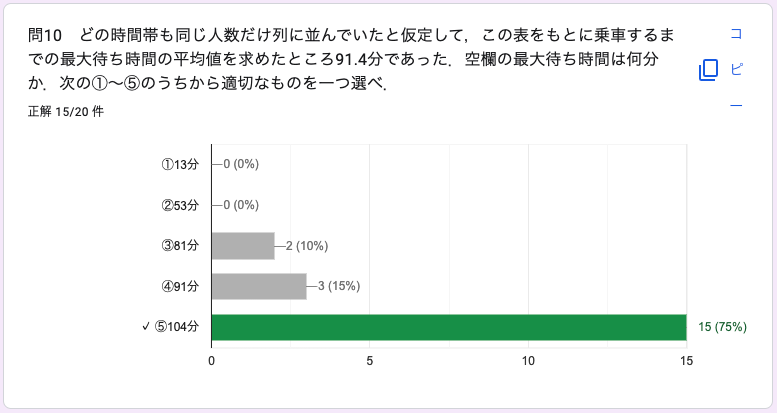 問10　どの時間帯も同じ人数だけ列に並んでいたと仮定して，この表をもとに乗車するま
での最大待ち時間の平均値を求めたところ91.4分であった．空欄の最大待ち時間は何分
か．次の①〜⑤のうちから適切なものを一つ選べ．
コピー
正解 15/20 件
①13分 0 (0%)
②53分 0 (0%)
③81分 2 (10%)
④91分 3 (15%)
✓ ⑤104分 15 (75%)
0 5 10 15